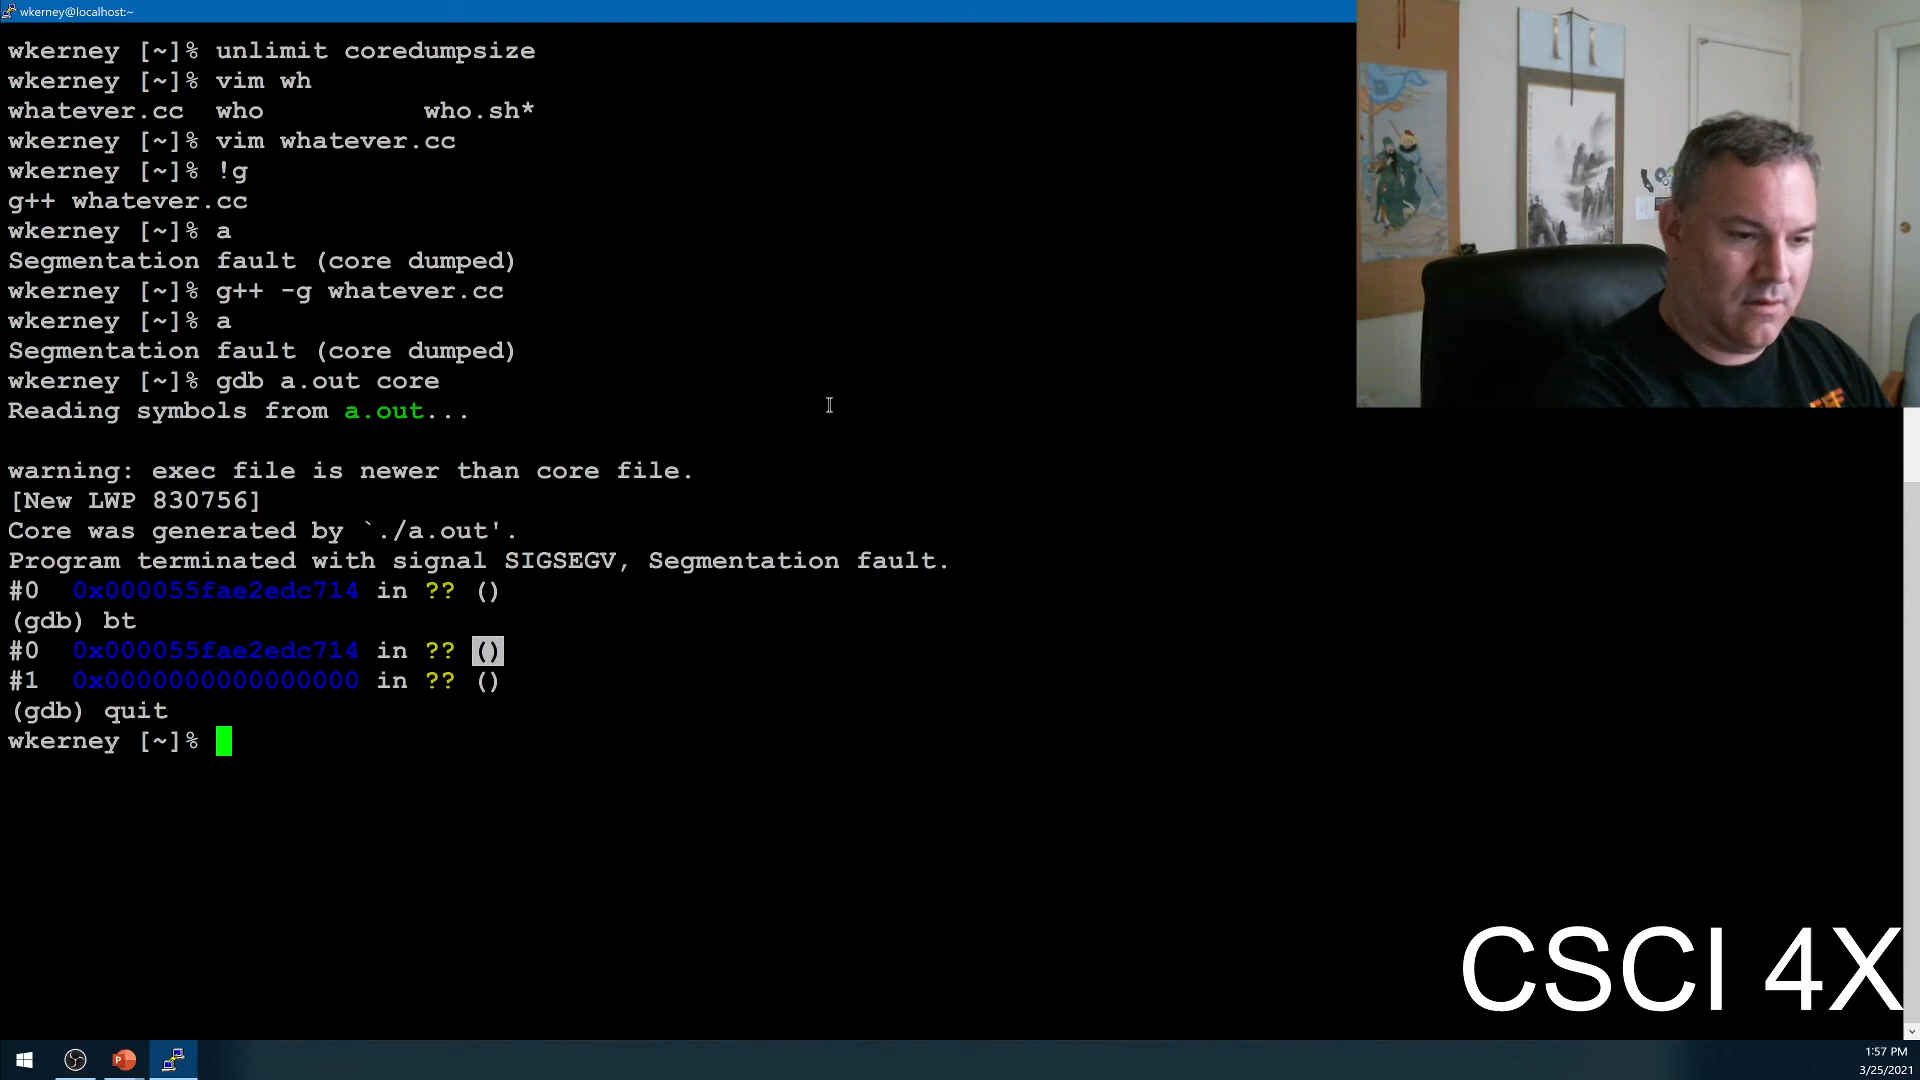 wkerney@localhost:~
wkerney [~]% unlimit coredumpsize
wkerney [~]% vim wh
whatever.cc  who          who.sh*
wkerney [~]% vim whatever.cc
wkerney [~]% !g
g++ whatever.cc
wkerney [~]% a
Segmentation fault (core dumped)
wkerney [~]% g++ -g whatever.cc
wkerney [~]% a
Segmentation fault (core dumped)
wkerney [~]% gdb a.out core
Reading symbols from a.out...
warning: exec file is newer than core file.
[New LWP 830756]
Core was generated by `./a.out'.
Program terminated with signal SIGSEGV, Segmentation fault.
#0  0x000055fae2edc714 in ?? ()
(gdb) bt
#0  0x000055fae2edc714 in ?? ()
#1  0x0000000000000000 in ?? ()
(gdb) quit
wkerney [~]%
CSCI 4X
1:57 PM
3/25/2021